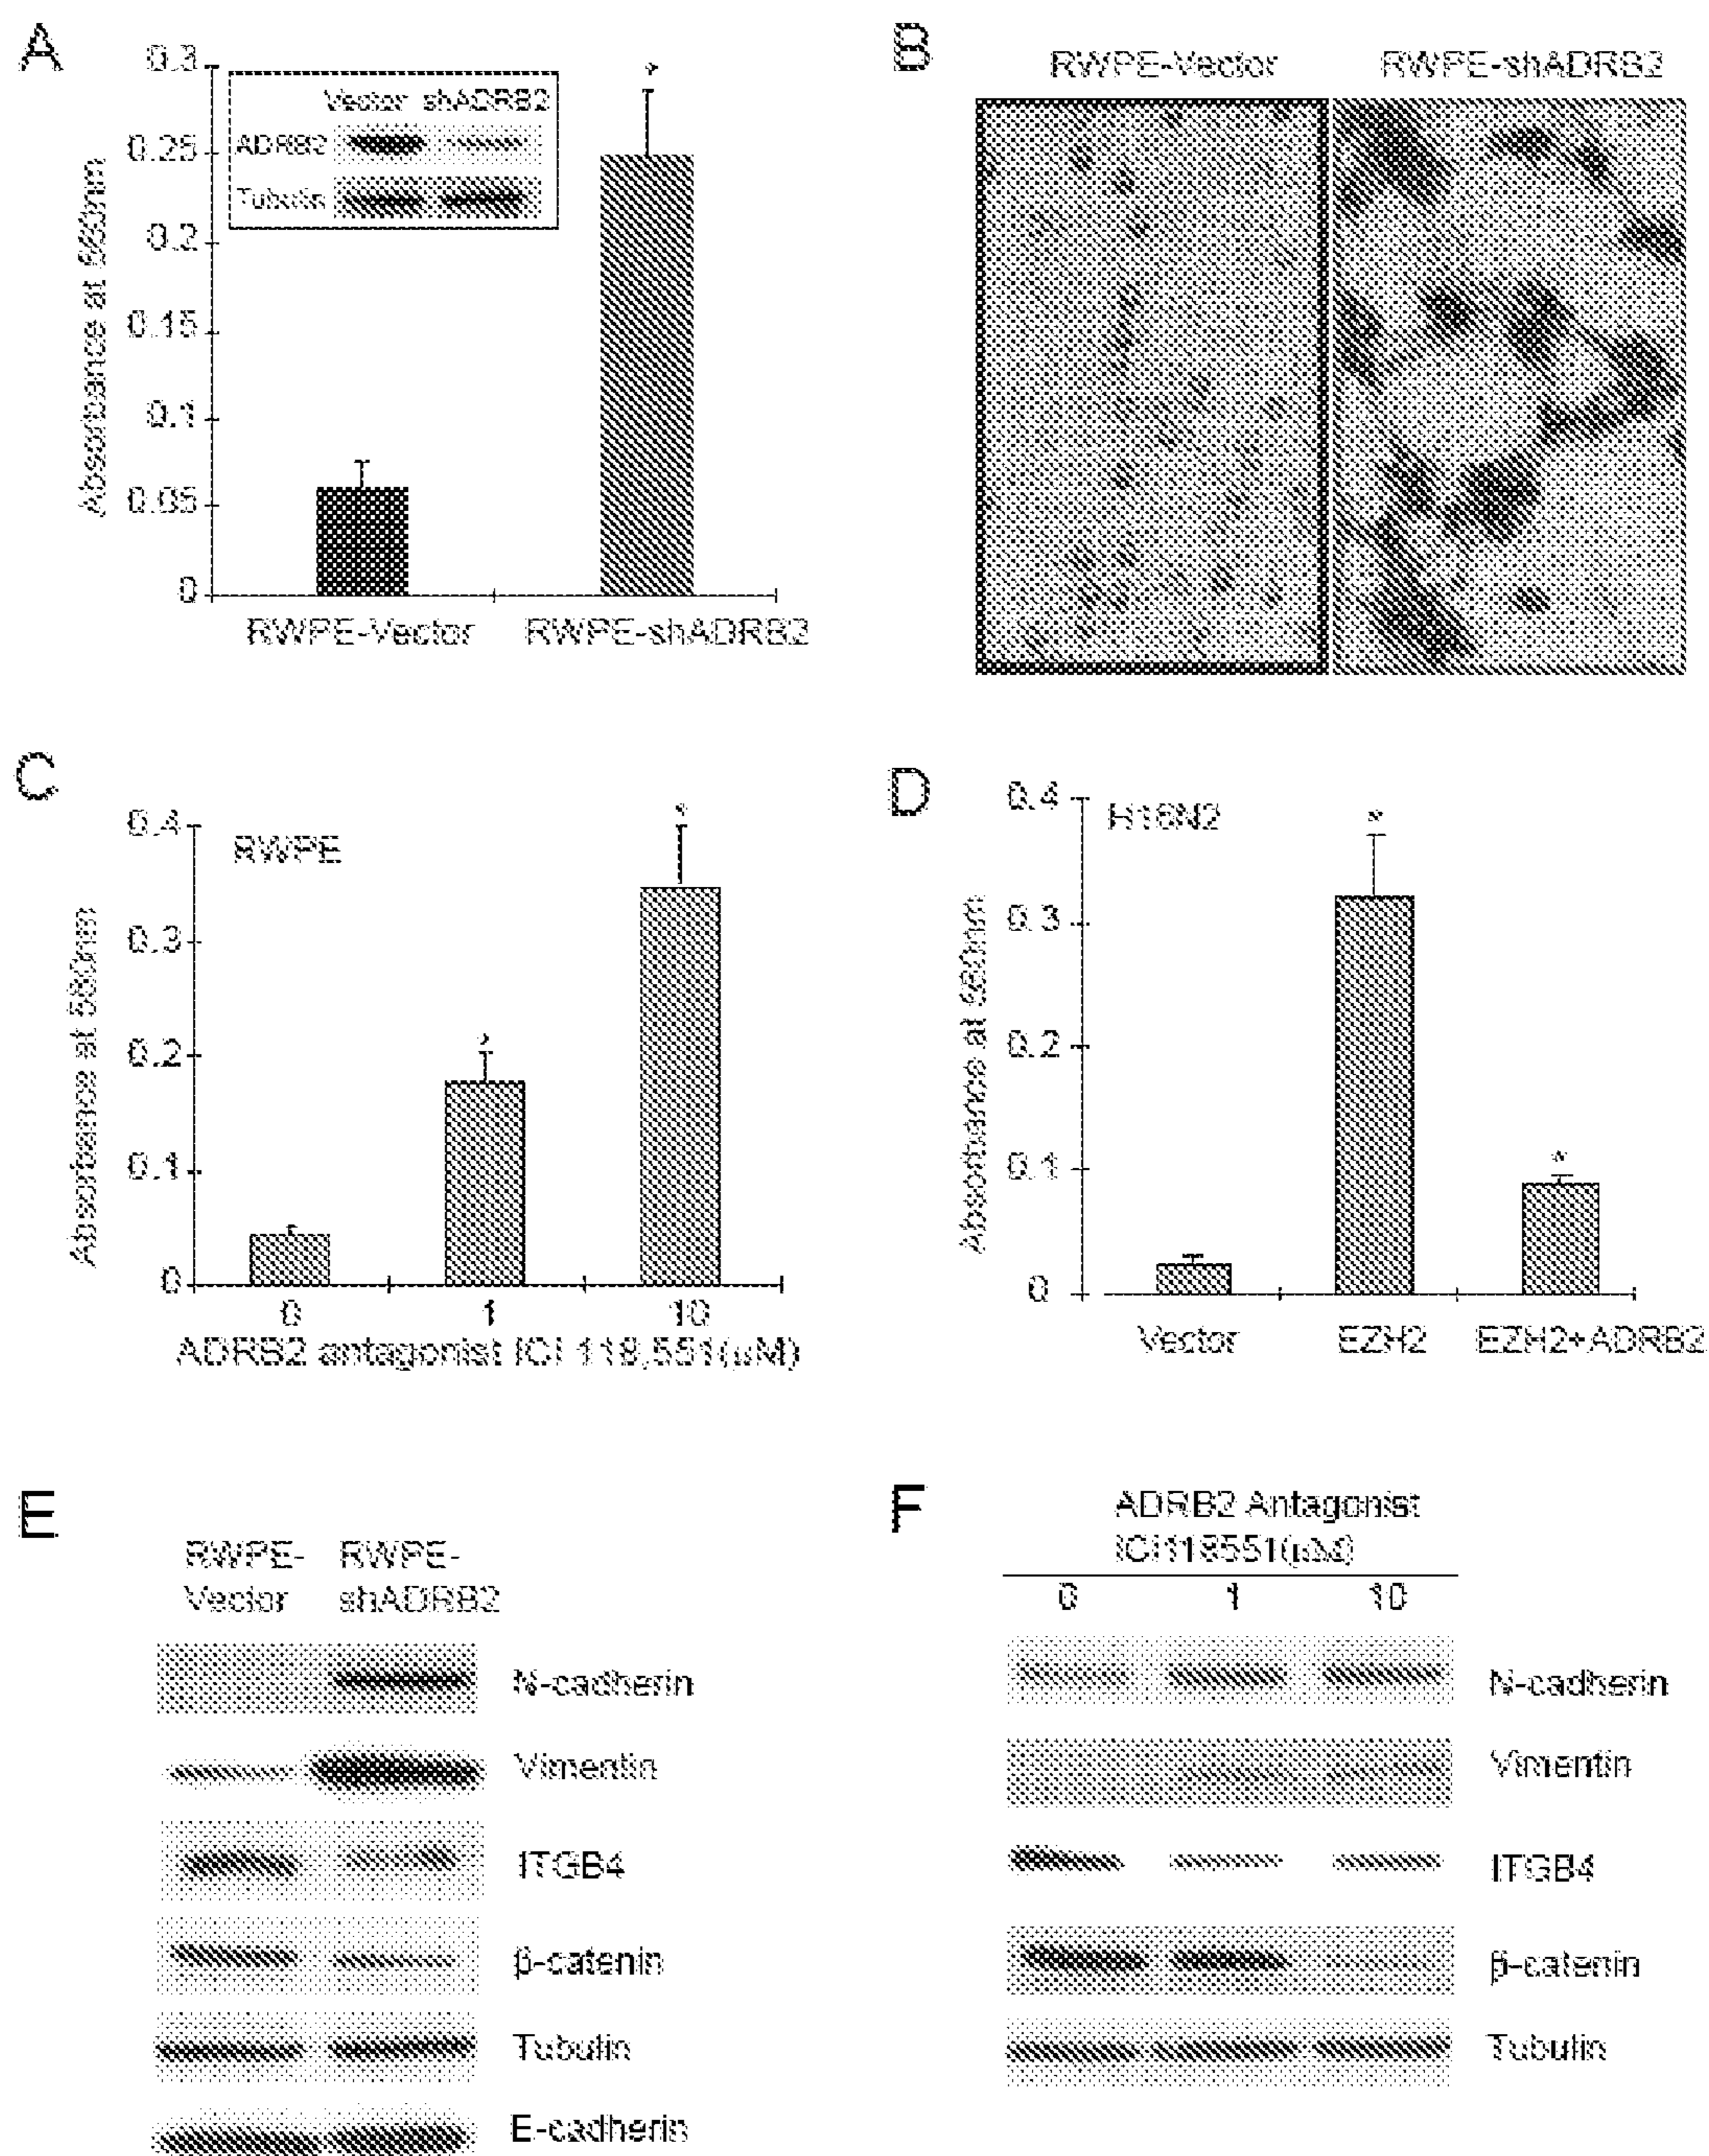 A
0.3
0.25
0.2
0.15
0.1
0.05
0
Absorbance at 560nm
Vector shADRB2
ADRB2
Tubulin
*
RWPE-Vector
RWPE-shADRB2
B
RWPE-Vector
RWPE-shADRB2
C
RWPE
0.4
0.3
0.2
0.1
0
Absorbance at 560nm
*
*
0
1
10
ADRB2 antagonist ICI 118,551(μM)
D
H16N2
0.4
0.3
0.2
0.1
0
Absorbance at 560nm
*
*
Vector
EZH2
EZH2+ADRB2
E
RWPE-
Vector
RWPE-
shADRB2
N-cadherin
Vimentin
ITGB4
β-catenin
Tubulin
E-cadherin
F
ADRB2 Antagonist
ICI118551(μM)
0
1
10
N-cadherin
Vimentin
ITGB4
β-catenin
Tubulin